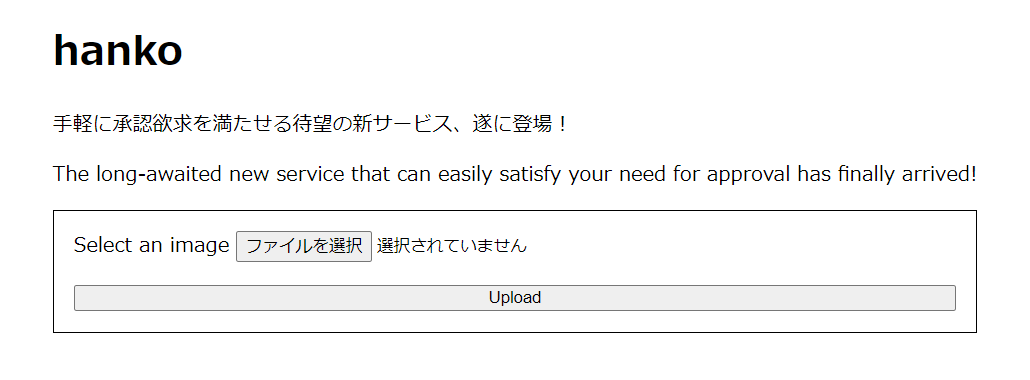 hanko
手軽に承認欲求を満たせる待望の新サービス、遂に登場！
The long-awaited new service that can easily satisfy your need for approval has finally arrived!
Select an image ファイルを選択 選択されていません
Upload